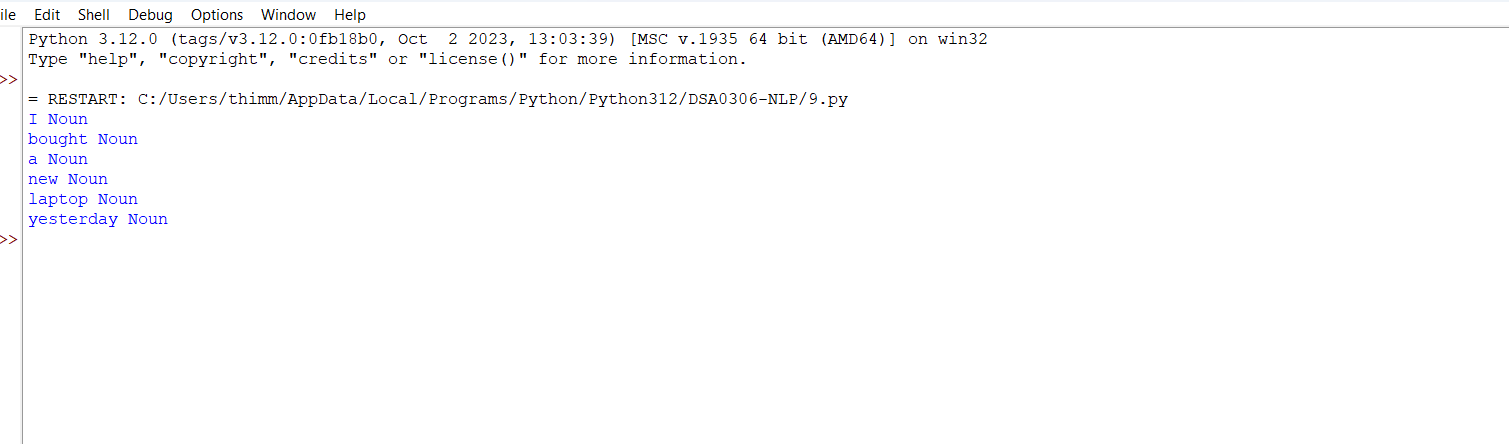 ile Edit Shell Debug Options Window Help
Python 3.12.0 (tags/v3.12.0:0fb18b0, Oct  2 2023, 13:03:39) [MSC v.1935 64 bit (AMD64)] on win32
Type "help", "copyright", "credits" or "license()" for more information.
>>
= RESTART: C:/Users/thimm/AppData/Local/Programs/Python/Python312/DSA0306-NLP/9.py
I Noun
bought Noun
a Noun
new Noun
laptop Noun
yesterday Noun
>>